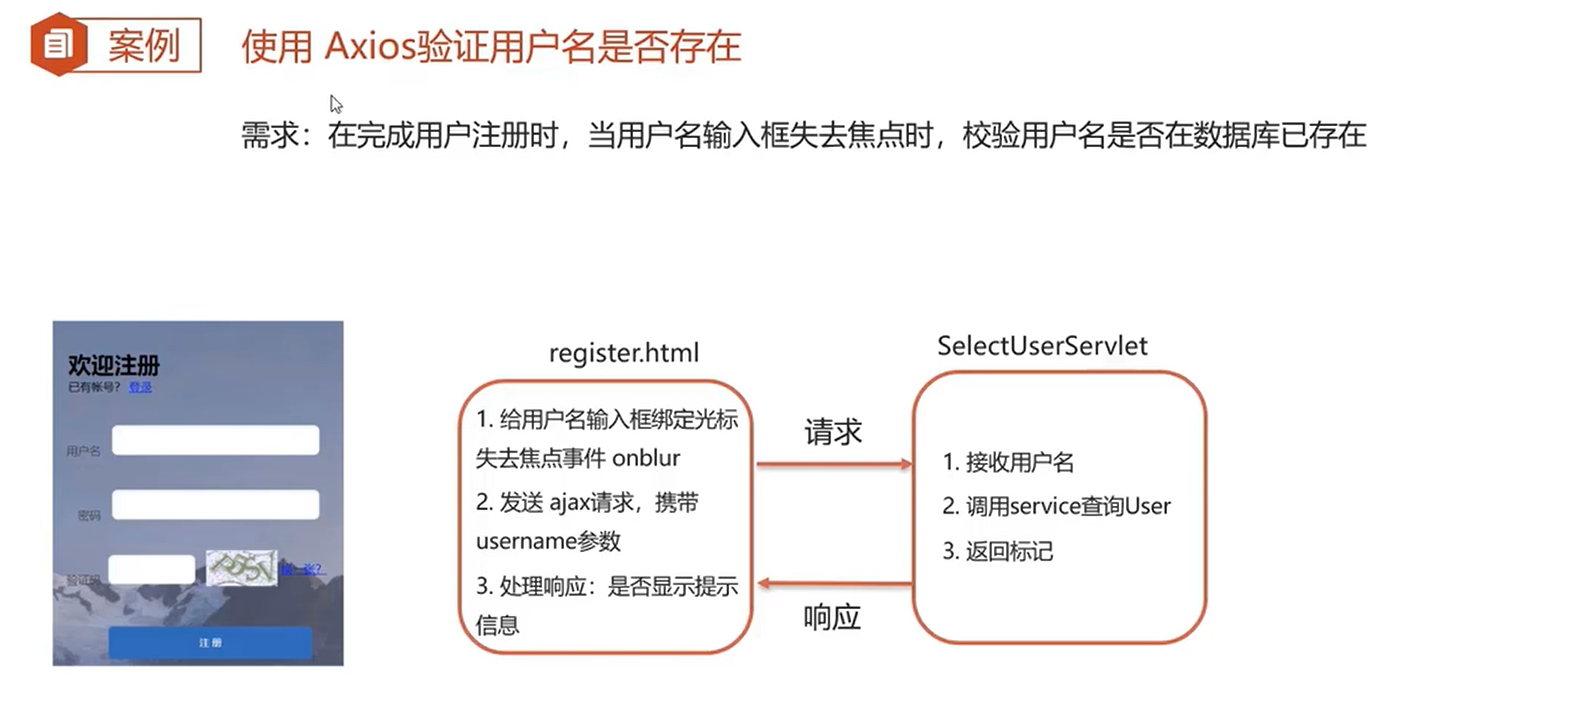 案例
使用 Axios验证用户名是否存在
需求：在完成用户注册时，当用户名输入框失去焦点时，校验用户名是否在数据库已存在
欢迎注册
已有帐号？ 登录
用户名
密码
验证码
注 册
register.html
1. 给用户名输入框绑定光标
失去焦点事件 onblur
2. 发送 ajax请求，携带
username参数
3. 处理响应：是否显示提示
信息
请求
响应
SelectUserServlet
1. 接收用户名
2. 调用service查询User
3. 返回标记